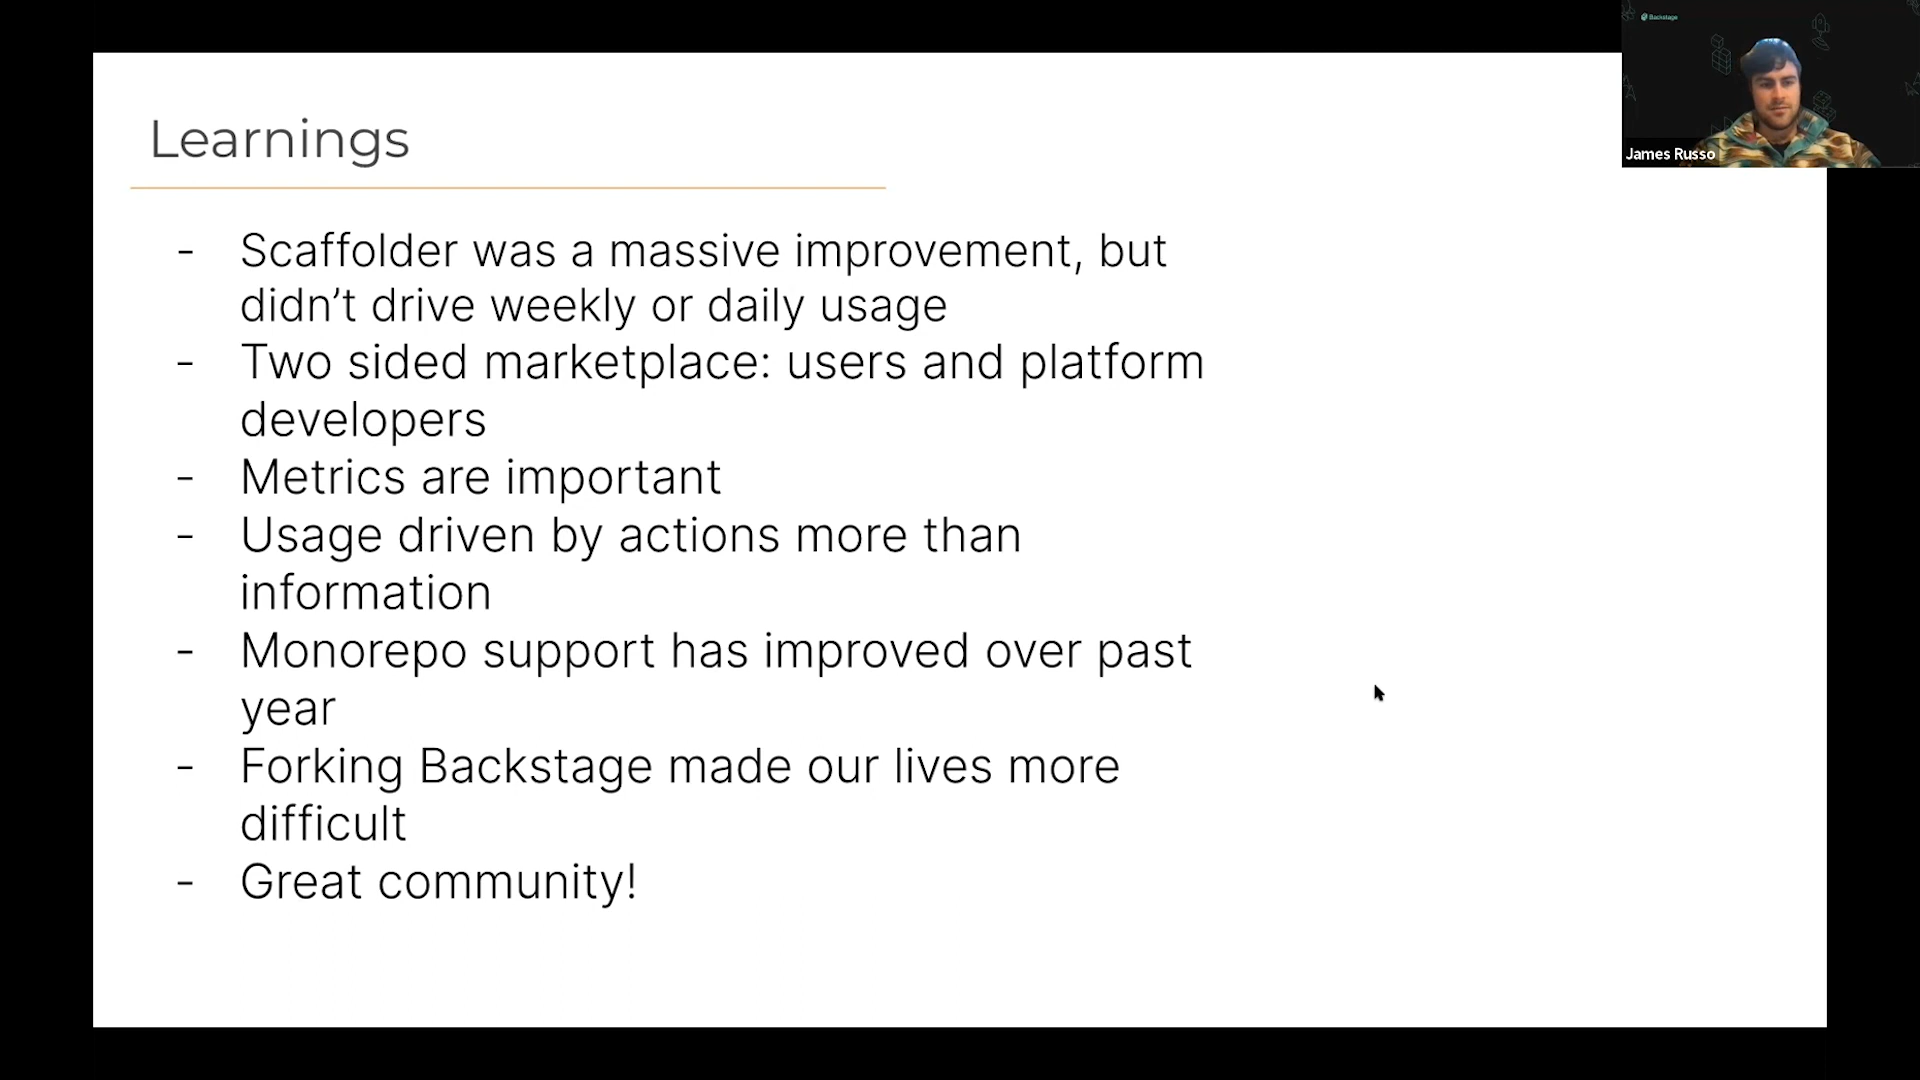 Backstage
James Russo
Learnings
- Scaffolder was a massive improvement, but
didn’t drive weekly or daily usage
- Two sided marketplace: users and platform
developers
- Metrics are important
- Usage driven by actions more than
information
- Monorepo support has improved over past
year
- Forking Backstage made our lives more
difficult
- Great community!